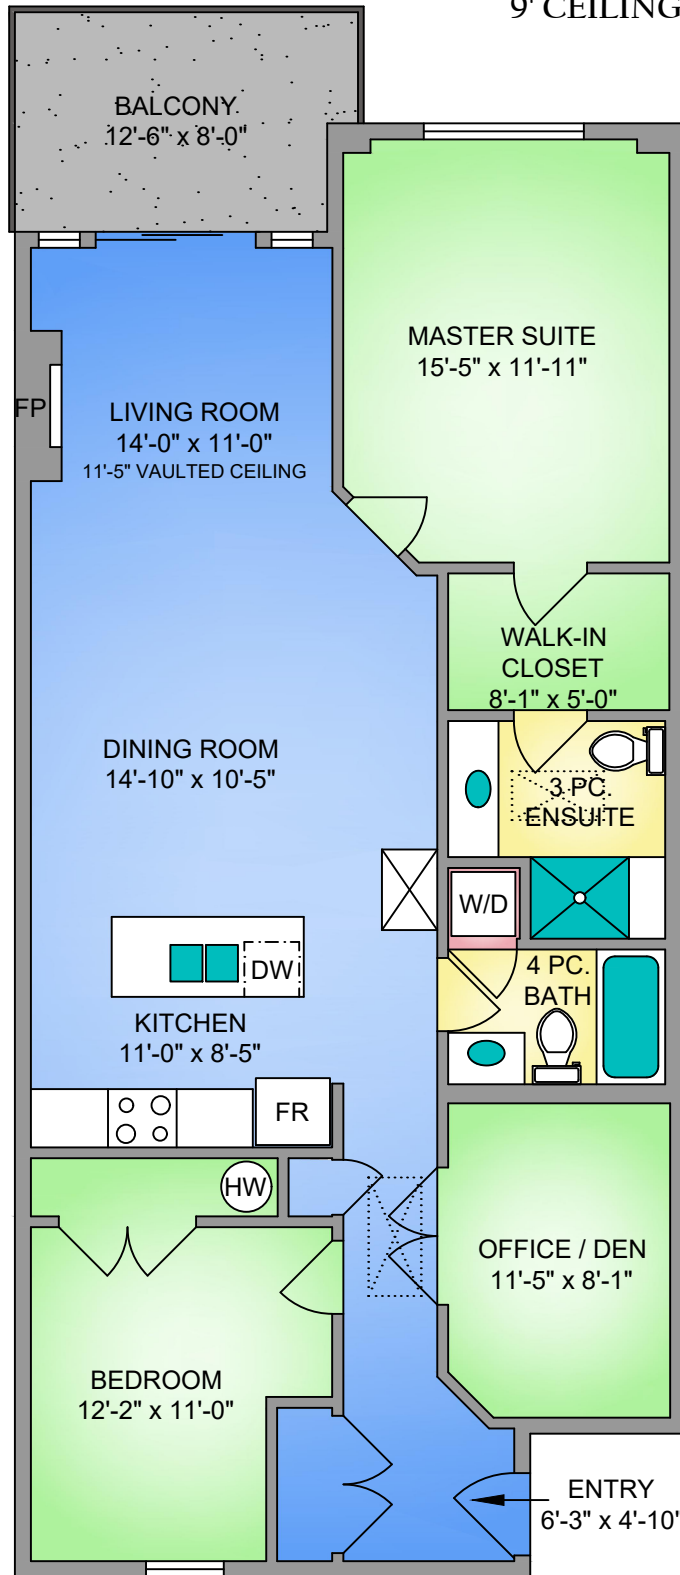 9' CEILING
BALCONY
12'-6" x 8'-0"
MASTER SUITE
15'-5" x 11'-11"
FP
LIVING ROOM
14'-0" x 11'-0"
11'-5" VAULTED CEILING
WALK-IN
CLOSET
8'-1" x 5'-0"
DINING ROOM
14'-10" x 10'-5"
3 PC.
ENSUITE
W/D
DW
4 PC.
BATH
KITCHEN
11'-0" x 8'-5"
FR
HW
OFFICE / DEN
11'-5" x 8'-1"
BEDROOM
12'-2" x 11'-0"
ENTRY
6'-3" x 4'-10"